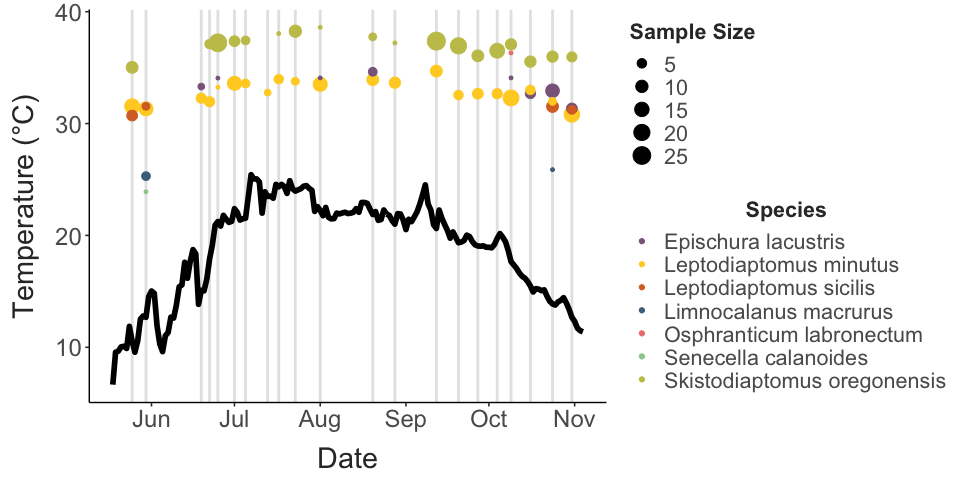 40
30
20
10
Temperature (°C)
Jun Jul Aug Sep Oct Nov
Date
Sample Size
5
10
15
20
25
Species
Epischura lacustris
Leptodiaptomus minutus
Leptodiaptomus sicilis
Limnocalanus macrurus
Osphranticum labronectum
Senecella calanoides
Skistodiaptomus oregonensis